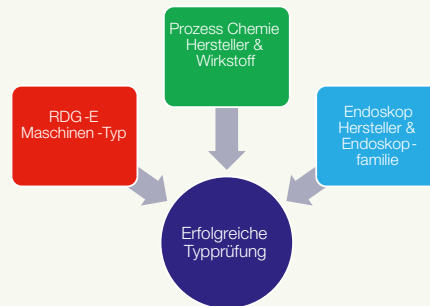 Prozess Chemie
Hersteller &
Wirkstoff
RDG -E
Maschinen -Typ
Endoskop
Hersteller &
Endoskop -
familie
Erfolgreiche
Typprüfung